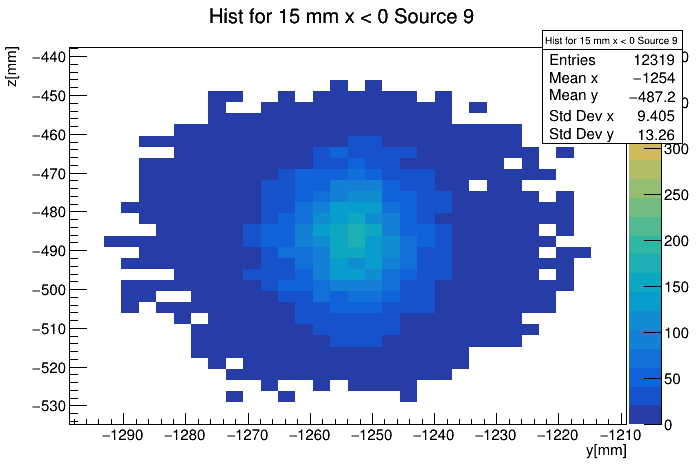 Hist for 15 mm x < 0 Source 9
z[mm]
Hist for 15 mm x < 0 Source 9
Entries 12319
Mean x −1254
Mean y −487.2
Std Dev x 9.405
Std Dev y 13.26
−440
−450
−460
−470
−480
−490
−500
−510
−520
−530
0
300
250
200
150
100
50
0
−1290 −1280 −1270 −1260 −1250 −1240 −1230 −1220 −1210
y[mm]